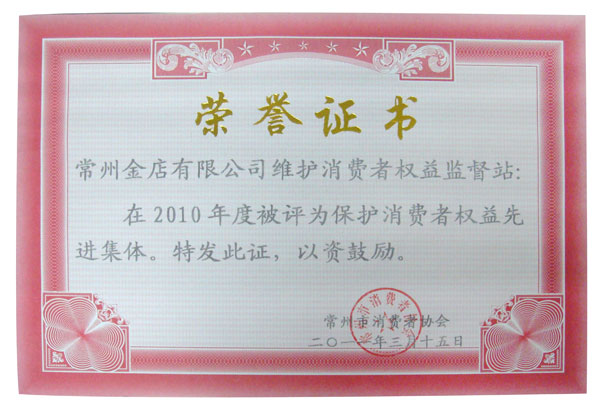 荣誉证书
常州金店有限公司维护消费者权益监督站:
在2010年度被评为保护消费者权益先
进集体。特发此证，以资鼓励。
常州市消费者协会
二〇一一年三月十五日